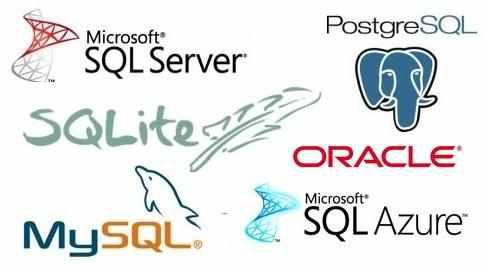 Microsoft®
SQL Server®
PostgreSQL
SQLite
ORACLE®
MySQL®
Microsoft®
SQL Azure™